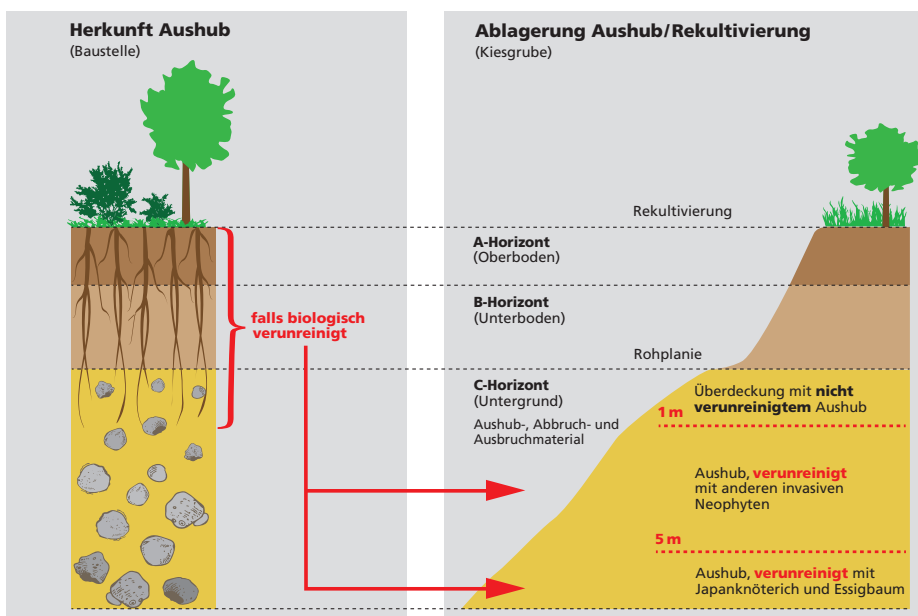 Herkunft Aushub
(Baustelle)
falls biologisch
verunreinigt
Ablagerung Aushub/Rekultivierung
(Kiesgrube)
Rekultivierung
A-Horizont
(Oberboden)
B-Horizont
(Unterboden)
Rohplanie
C-Horizont
(Untergrund)
Aushub-, Abbruch- und
Ausbruchmaterial
Überdeckung mit nicht
verunreinigtem Aushub
1 m
Aushub, verunreinigt
mit anderen invasiven
Neophyten
5 m
Aushub, verunreinigt mit
Japanknöterich und Essigbaum